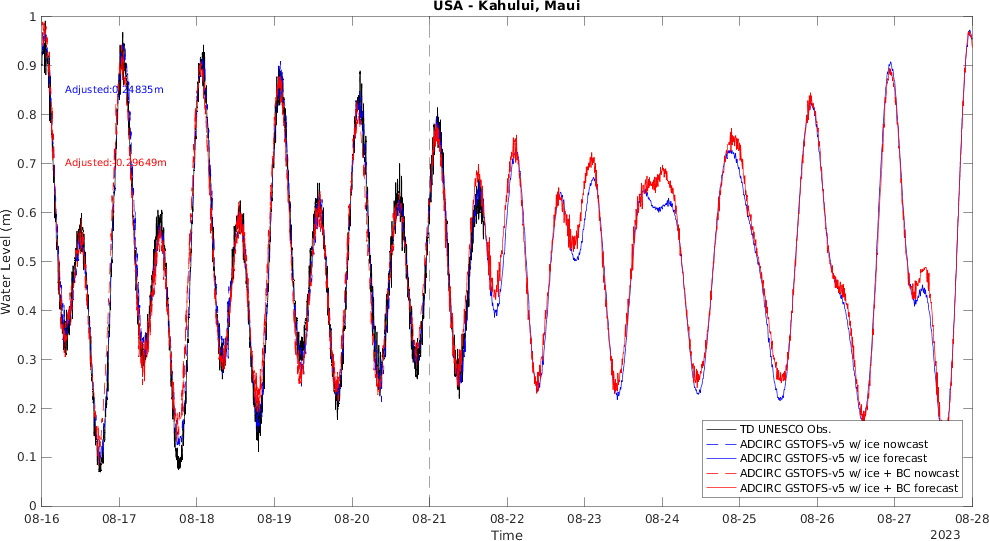 USA - Kahului, Maui
1
0.9
0.8
0.7
0.6
0.5
0.4
0.3
0.2
0.1
0
Water Level (m)
Adjusted:0.24835m
Adjusted:-0.29649m
TD UNESCO Obs.
ADCIRC GSTOFS-v5 w/ ice nowcast
ADCIRC GSTOFS-v5 w/ ice forecast
ADCIRC GSTOFS-v5 w/ ice + BC nowcast
ADCIRC GSTOFS-v5 w/ ice + BC forecast
08-16 08-17 08-18 08-19 08-20 08-21 08-22 08-23 08-24 08-25 08-26 08-27 08-28
Time
2023